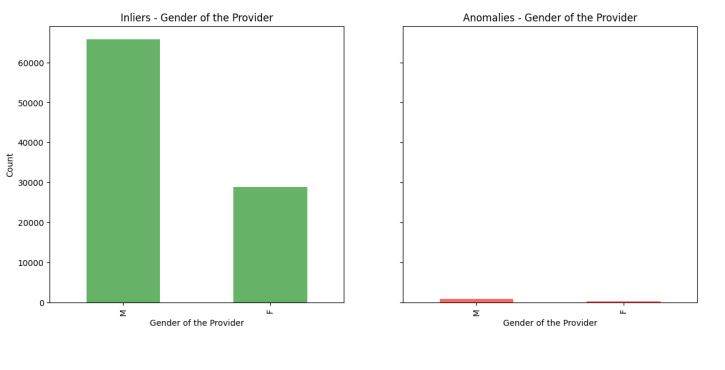 Inliers - Gender of the Provider
Anomalies - Gender of the Provider
60000
50000
40000
30000
20000
10000
0
Count
M
F
Gender of the Provider
M
F
Gender of the Provider